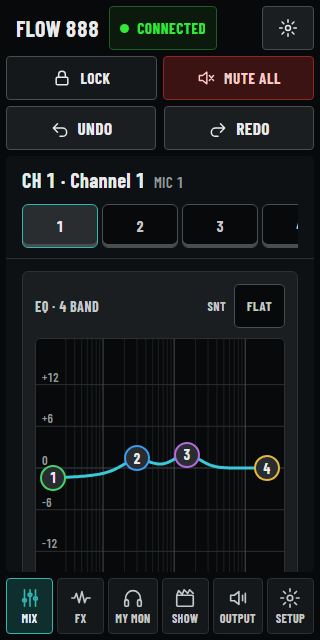 FLOW 888 CONNECTED
LOCK MUTE ALL
UNDO REDO
CH 1 · Channel 1 MIC 1
1 2 3
EQ · 4 BAND SNT FLAT
+12
+6
0
1 2 3 4
-6
-12
MIX FX MY MON SHOW OUTPUT SETUP